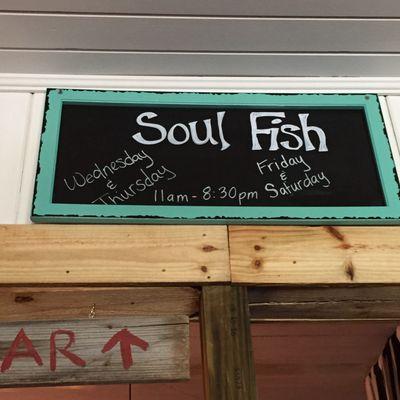 Soul Fish
Wednesday
&
Thursday
11am - 8:30pm
Friday
&
Saturday
AR